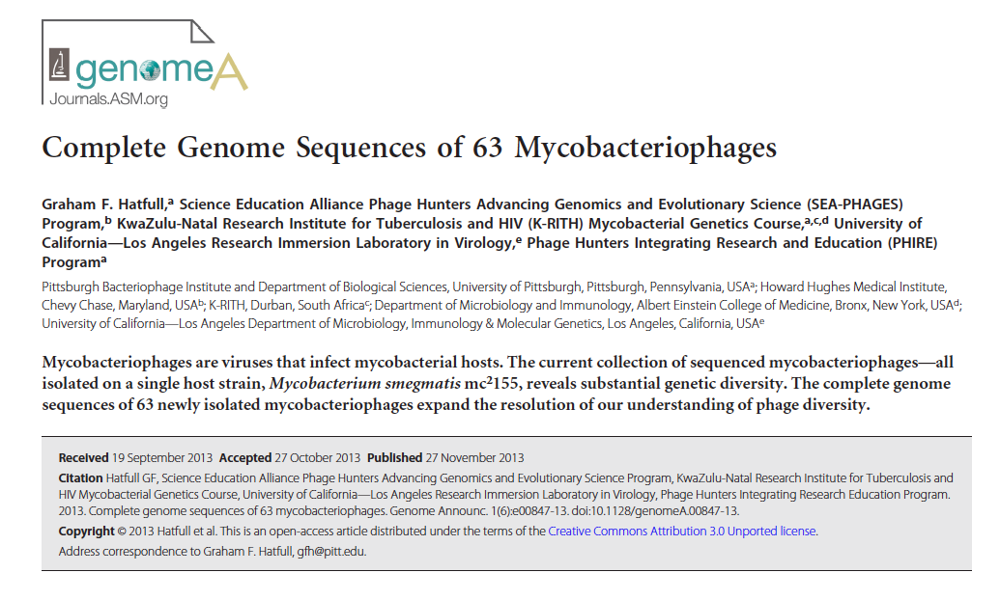 genomeA
Journals.ASM.org
Complete Genome Sequences of 63 Mycobacteriophages
Graham F. Hatfull,ᵃ Science Education Alliance Phage Hunters Advancing Genomics and Evolutionary Science (SEA-PHAGES)
Program,ᵇ KwaZulu-Natal Research Institute for Tuberculosis and HIV (K-RITH) Mycobacterial Genetics Course,ᵃ,ᶜ,ᵈ University of
California—Los Angeles Research Immersion Laboratory in Virology,ᵉ Phage Hunters Integrating Research and Education (PHIRE)
Programᵃ
Pittsburgh Bacteriophage Institute and Department of Biological Sciences, University of Pittsburgh, Pittsburgh, Pennsylvania, USAᵃ; Howard Hughes Medical Institute,
Chevy Chase, Maryland, USAᵇ; K-RITH, Durban, South Africaᶜ; Department of Microbiology and Immunology, Albert Einstein College of Medicine, Bronx, New York, USAᵈ;
University of California—Los Angeles Department of Microbiology, Immunology & Molecular Genetics, Los Angeles, California, USAᵉ
Mycobacteriophages are viruses that infect mycobacterial hosts. The current collection of sequenced mycobacteriophages—all
isolated on a single host strain, Mycobacterium smegmatis mc²155, reveals substantial genetic diversity. The complete genome
sequences of 63 newly isolated mycobacteriophages expand the resolution of our understanding of phage diversity.
Received 19 September 2013 Accepted 27 October 2013 Published 27 November 2013
Citation Hatfull GF, Science Education Alliance Phage Hunters Advancing Genomics and Evolutionary Science Program, KwaZulu-Natal Research Institute for Tuberculosis and
HIV Mycobacterial Genetics Course, University of California—Los Angeles Research Immersion Laboratory in Virology, Phage Hunters Integrating Research Education Program.
2013. Complete genome sequences of 63 mycobacteriophages. Genome Announc. 1(6):e00847-13. doi:10.1128/genomeA.00847-13.
Copyright © 2013 Hatfull et al. This is an open-access article distributed under the terms of the Creative Commons Attribution 3.0 Unported license.
Address correspondence to Graham F. Hatfull, gfh@pitt.edu.